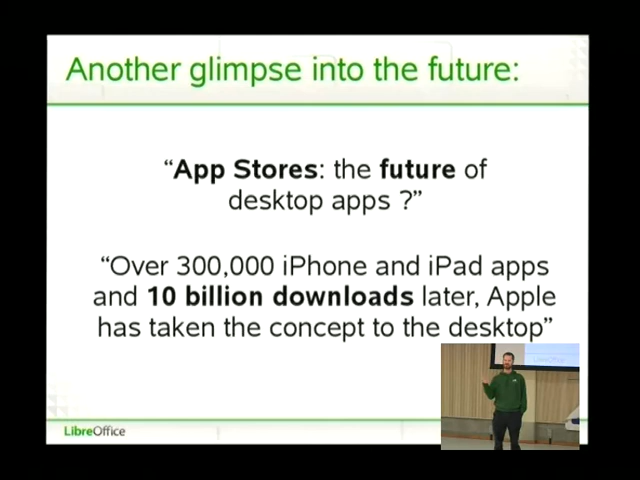 Another glimpse into the future:
“App Stores: the future of
desktop apps ?”
“Over 300,000 iPhone and iPad apps
and 10 billion downloads later, Apple
has taken the concept to the desktop”
LibreOffice
LibreOffice